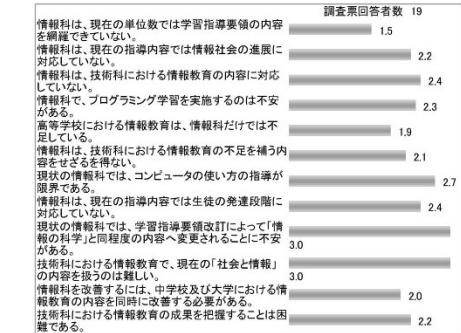 調査票回答者数 19
情報科は、現在の単位数では学習指導要領の内容
を網羅できていない。
1.5
情報科は、現在の指導内容では情報社会の進展に
対応していない。
2.2
情報科は、技術科における情報教育の内容に対応
していない。
2.4
情報科で、プログラミング学習を実施するのは不安
がある。
2.3
高等学校における情報教育は、情報科だけでは不
足している。
1.9
情報科は、技術科における情報教育の不足を補う内
容をせざるを得ない。
2.1
現状の情報科では、コンピュータの使い方の指導が
限界である。
2.7
情報科は、現在の指導内容では生徒の発達段階に
対応していない。
2.4
現状の情報科では、学習指導要領改訂によって「情
報の科学」と同程度の内容へ変更されることに不安
がある。
3.0
技術科における情報教育で、現在の「社会と情報」
の内容を扱うのは難しい。
3.0
情報科を改善するには、中学校及び大学における情
報教育の内容を同時に改善する必要がある。
2.0
技術科における情報教育の成果を把握することは困
難である。
2.2